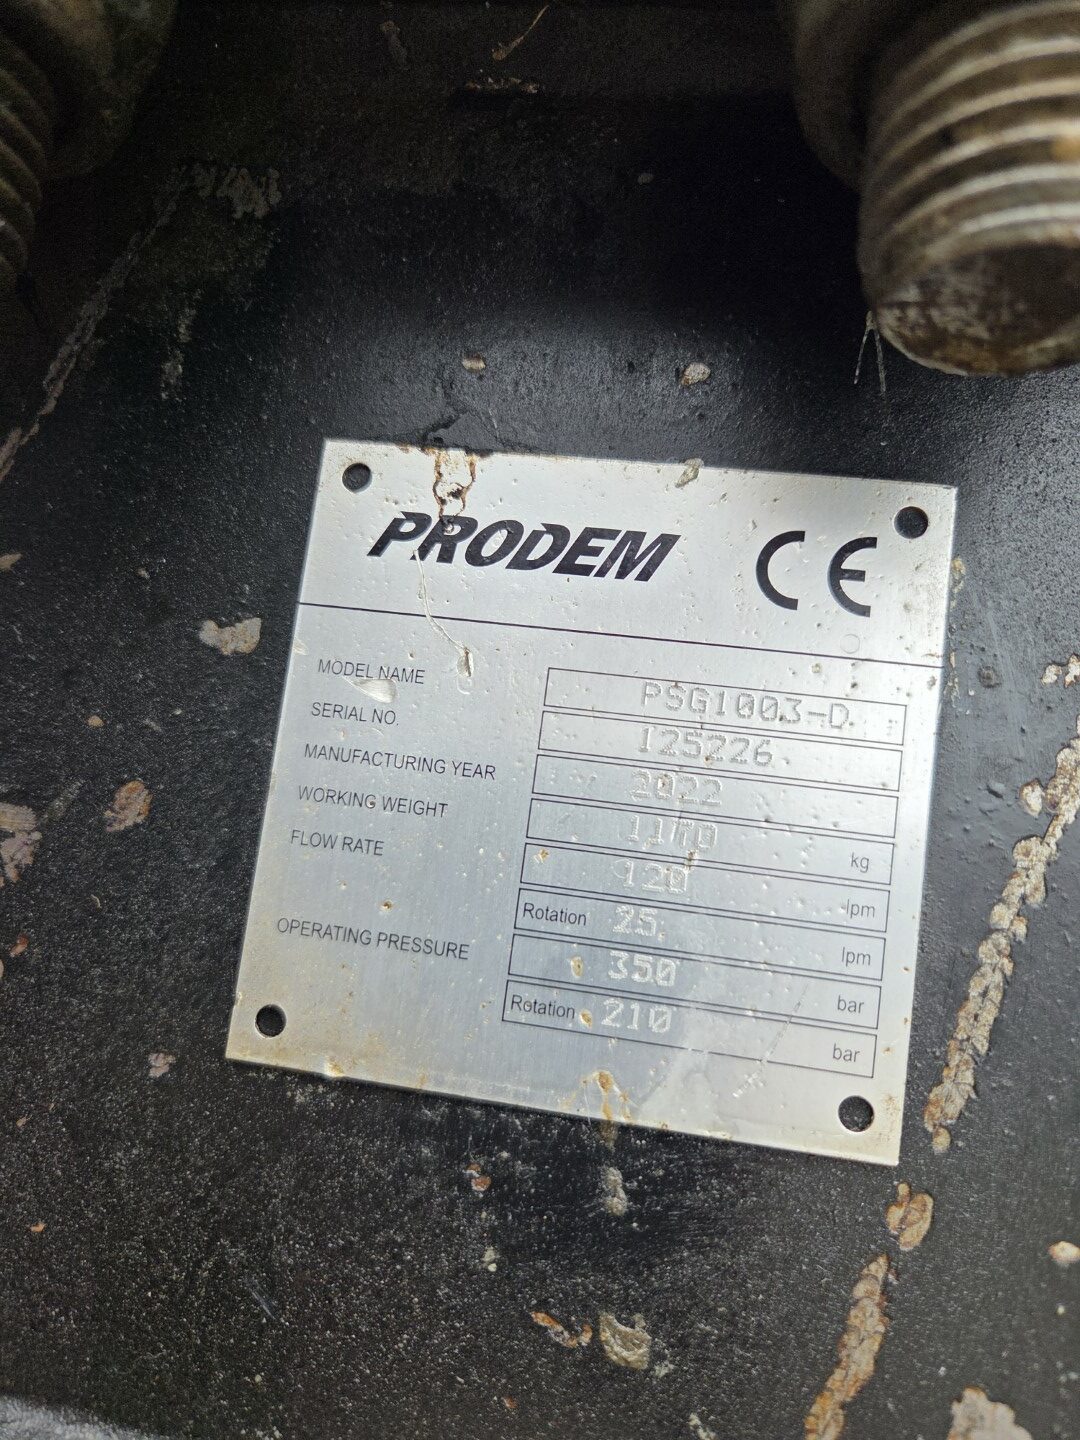 PRODEM CE
MODEL NAME PSG1003-D
SERIAL NO. 125226
MANUFACTURING YEAR 2022
WORKING WEIGHT 1170 kg
FLOW RATE 120 lpm
Rotation 25 lpm
OPERATING PRESSURE 350 bar
Rotation 210 bar